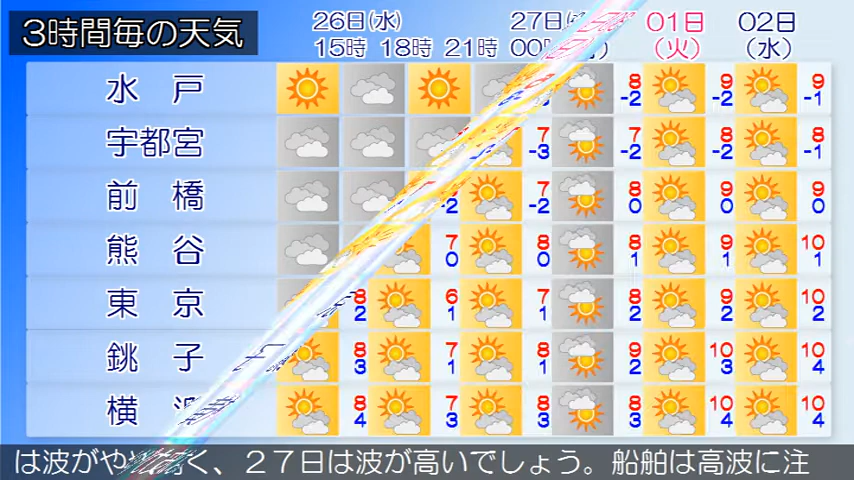 3時間毎の天気
26日(水) 27日 01日 02日
15時 18時 21時 (火) (水)
水 戸 8 -2 9 -2 9 -1
宇都宮 7 -3 7 -2 8 -2 8 -1
前 橋 -2 7 -2 8 0 9 0 9 0
熊 谷 7 0 8 0 8 1 9 1 10 1
東 京 8 2 6 1 7 1 8 2 9 2 10 2
銚 子 8 3 7 1 8 1 9 2 10 3 10 4
横 8 4 7 3 8 3 8 3 10 4 10 4
は波がやや く、27日は波が高いでしょう。船舶は高波に注